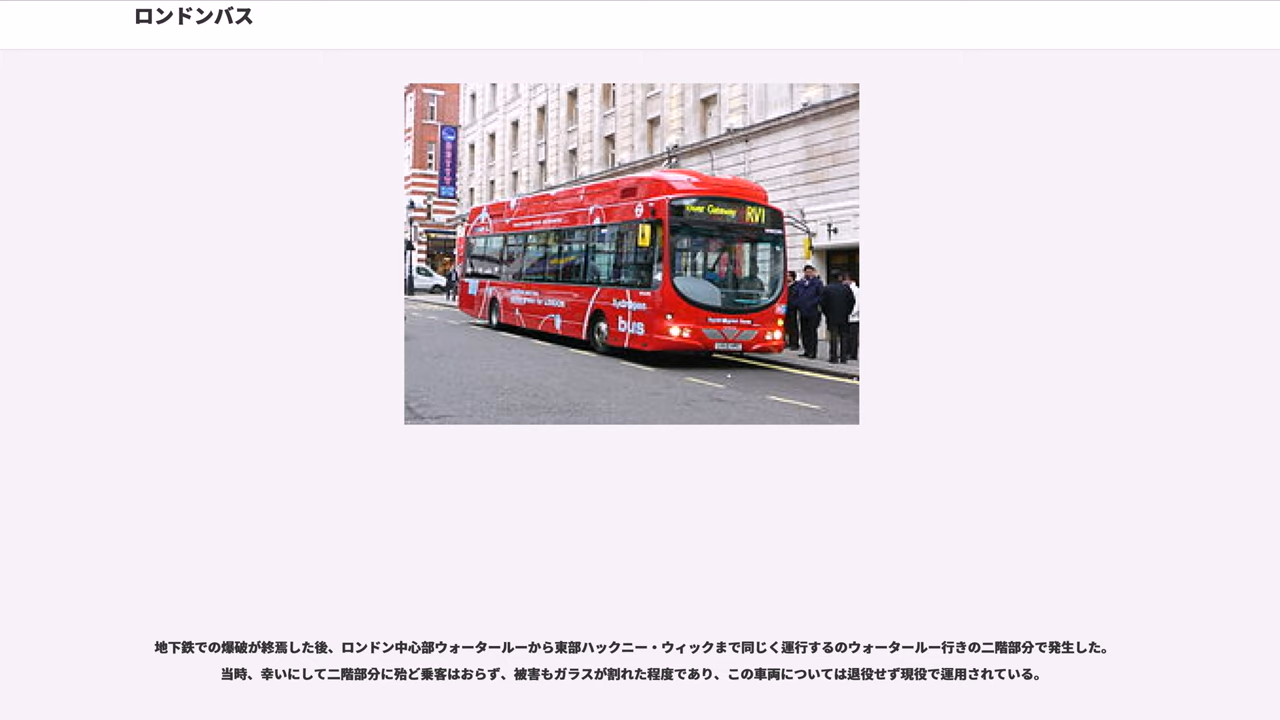 ロンドンバス
Tower Gateway RV1
hydrogen
bus
地下鉄での爆破が終焉した後、ロンドン中心部ウォータールーから東部ハックニー・ウィックまで同じく運行するのウォータールー行きの二階部分で発生した。
当時、幸いにして二階部分に殆ど乗客はおらず、被害もガラスが割れた程度であり、この車両については退役せず現役で運用されている。